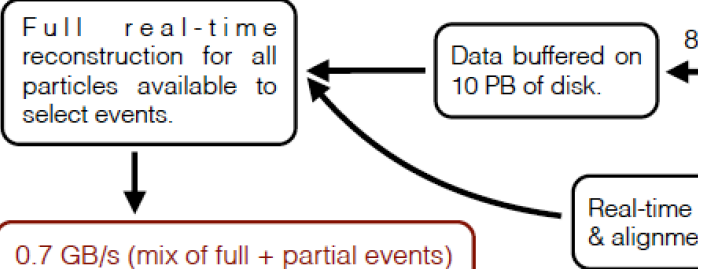 Full real-time
reconstruction for all
particles available to
select events.
Data buffered on
10 PB of disk.
8
Real-time
&
0.7 GB/s (mix of full + partial events)